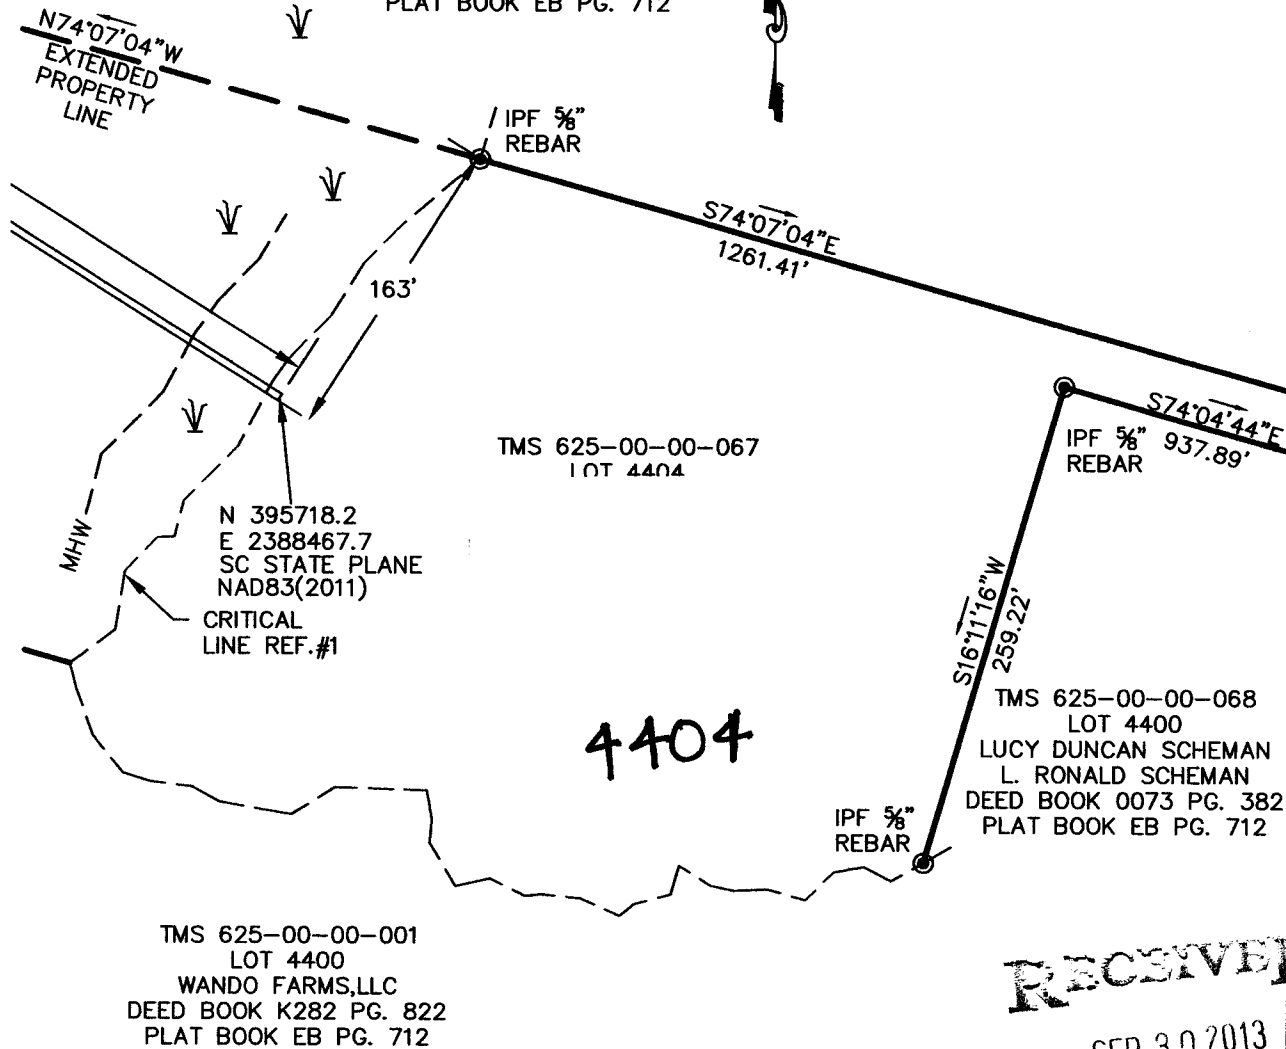 PLAT BOOK EB PG. 712
N74°07'04"W
EXTENDED
PROPERTY
LINE
IPF ⅝"
REBAR
S74°07'04"E
1261.41'
163'
S74°04'44"E
937.89'
IPF ⅝"
REBAR
TMS 625-00-00-067
LOT 4404
N 395718.2
E 2388467.7
SC STATE PLANE
NAD83(2011)
MHW
CRITICAL
LINE REF.#1
S16°11'16"W
259.22'
4404
TMS 625-00-00-068
LOT 4400
LUCY DUNCAN SCHEMAN
L. RONALD SCHEMAN
DEED BOOK 0073 PG. 382
PLAT BOOK EB PG. 712
IPF ⅝"
REBAR
TMS 625-00-00-001
LOT 4400
WANDO FARMS,LLC
DEED BOOK K282 PG. 822
PLAT BOOK EB PG. 712
RECEIVE
SEP 30 2013